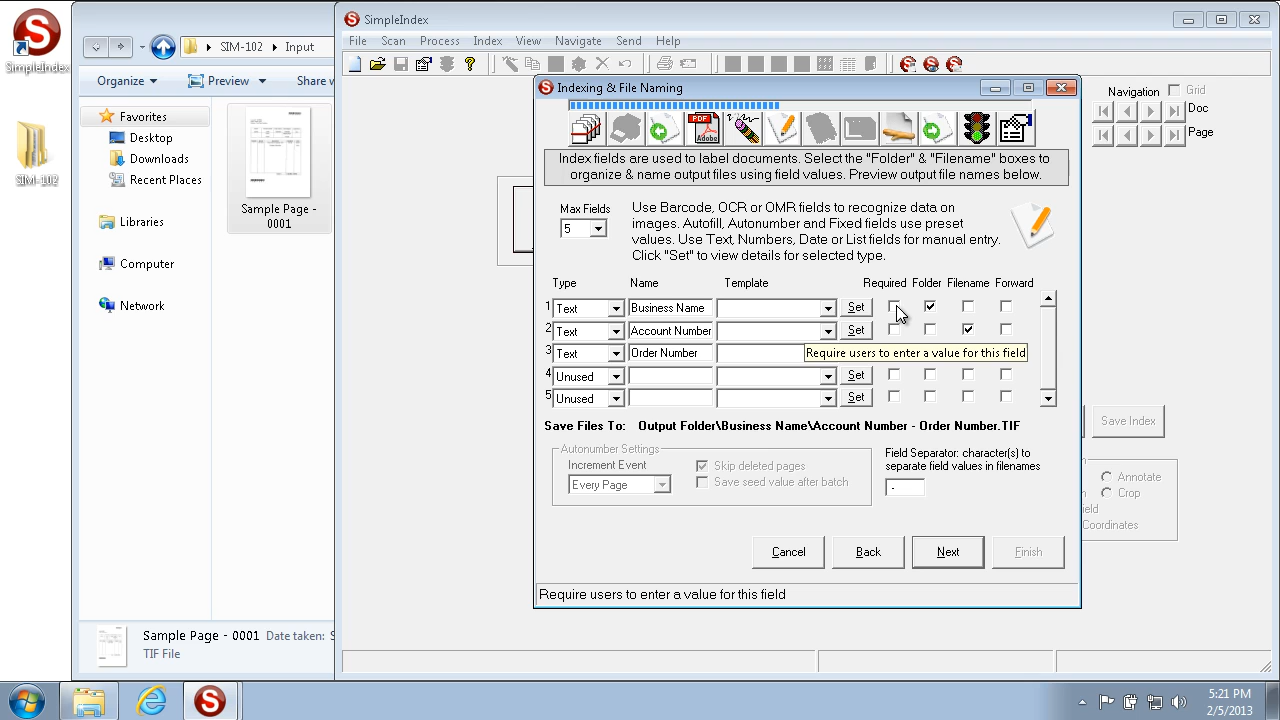 SimpleIndex
SIM-102
SIM-102
Input
Organize
Preview
Share
Favorites
Desktop
Downloads
Recent Places
Libraries
Computer
Network
Sample Page -
0001
Sample Page - 0001 Date taken:
TIF File
SimpleIndex
File Scan Process Index View Navigate Send Help
Navigation
Grid
Doc
Page
Save Index
Annotate
Crop
Coordinates
Indexing & File Naming
PDF
Adobe
Index fields are used to label documents. Select the "Folder" & "Filename" boxes to
organize & name output files using field values. Preview output filenames below.
Max Fields
5
Use Barcode, OCR or OMR fields to recognize data on
images. Autofill, Autonumber and Fixed fields use preset
values. Use Text, Numbers, Date or List fields for manual entry.
Click "Set" to view details for selected type.
Type Name Template Required Folder Filename Forward
1 Text Business Name Set
2 Text Account Number Set
3 Text Order Number
Require users to enter a value for this field
4 Unused Set
5 Unused Set
Save Files To: Output Folder\Business Name\Account Number - Order Number.TIF
Autonumber Settings
Increment Event
Every Page
Skip deleted pages
Save seed value after batch
Field Separator: character(s) to
separate field values in filenames
-
Cancel Back Next Finish
Require users to enter a value for this field
5:21 PM
2/5/2013